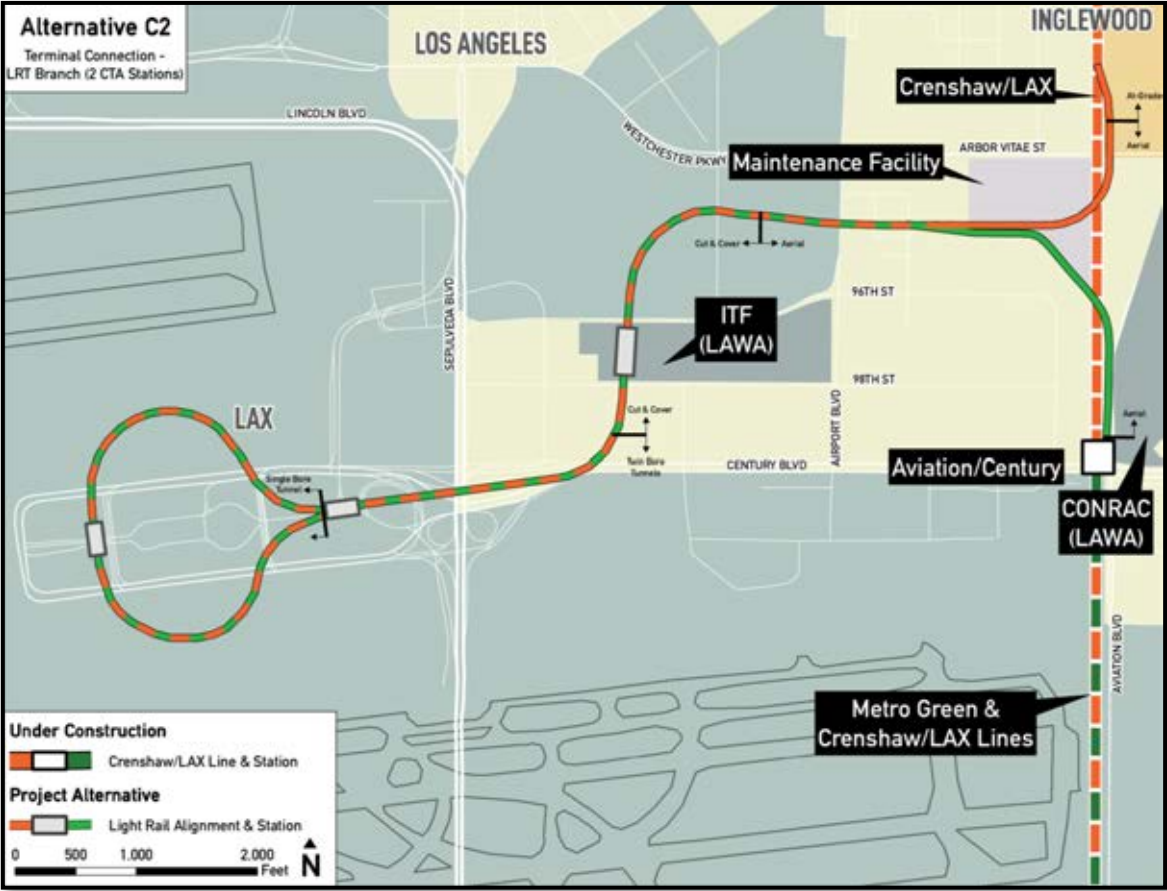 Alternative C2
Terminal Connection -
LRT Branch (2 CTA Stations)
LOS ANGELES
INGLEWOOD
Crenshaw/LAX
At-Grade
Aerial
LINCOLN BLVD
WESTCHESTER PKWY
ARBOR VITAE ST
Maintenance Facility
Cut & Cover
Aerial
SEPULVEDA BLVD
96TH ST
ITF
(LAWA)
98TH ST
AIRPORT BLVD
LAX
Cut & Cover
Twin Bore
Tunnels
Aerial
CENTURY BLVD
Aviation/Century
Single Bore
Tunnel
CONRAC
(LAWA)
AVIATION BLVD
Metro Green &
Crenshaw/LAX Lines
Under Construction
Crenshaw/LAX Line & Station
Project Alternative
Light Rail Alignment & Station
0 500 1,000 2,000
Feet N